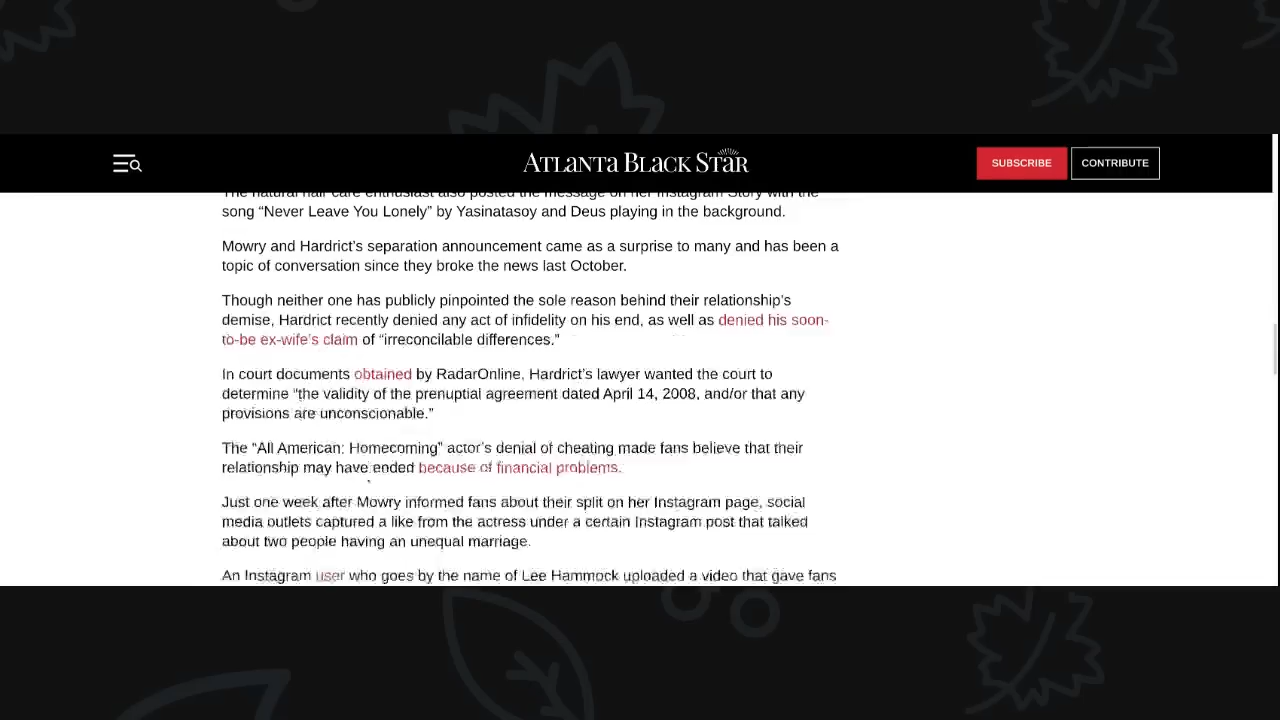 ATLANTA BLACK STAR
SUBSCRIBE
CONTRIBUTE
The natural hair care enthusiast also posted the message on her Instagram Story with the
song “Never Leave You Lonely” by Yasinatasoy and Deus playing in the background.
Mowry and Hardrict’s separation announcement came as a surprise to many and has been a
topic of conversation since they broke the news last October.
Though neither one has publicly pinpointed the sole reason behind their relationship’s
demise, Hardrict recently denied any act of infidelity on his end, as well as denied his soon-
to-be ex-wife’s claim of “irreconcilable differences.”
In court documents obtained by RadarOnline, Hardrict’s lawyer wanted the court to
determine “the validity of the prenuptial agreement dated April 14, 2008, and/or that any
provisions are unconscionable.”
The “All American: Homecoming” actor’s denial of cheating made fans believe that their
relationship may have ended because of financial problems.
Just one week after Mowry informed fans about their split on her Instagram page, social
media outlets captured a like from the actress under a certain Instagram post that talked
about two people having an unequal marriage.
An Instagram user who goes by the name of Lee Hammock uploaded a video that gave fans